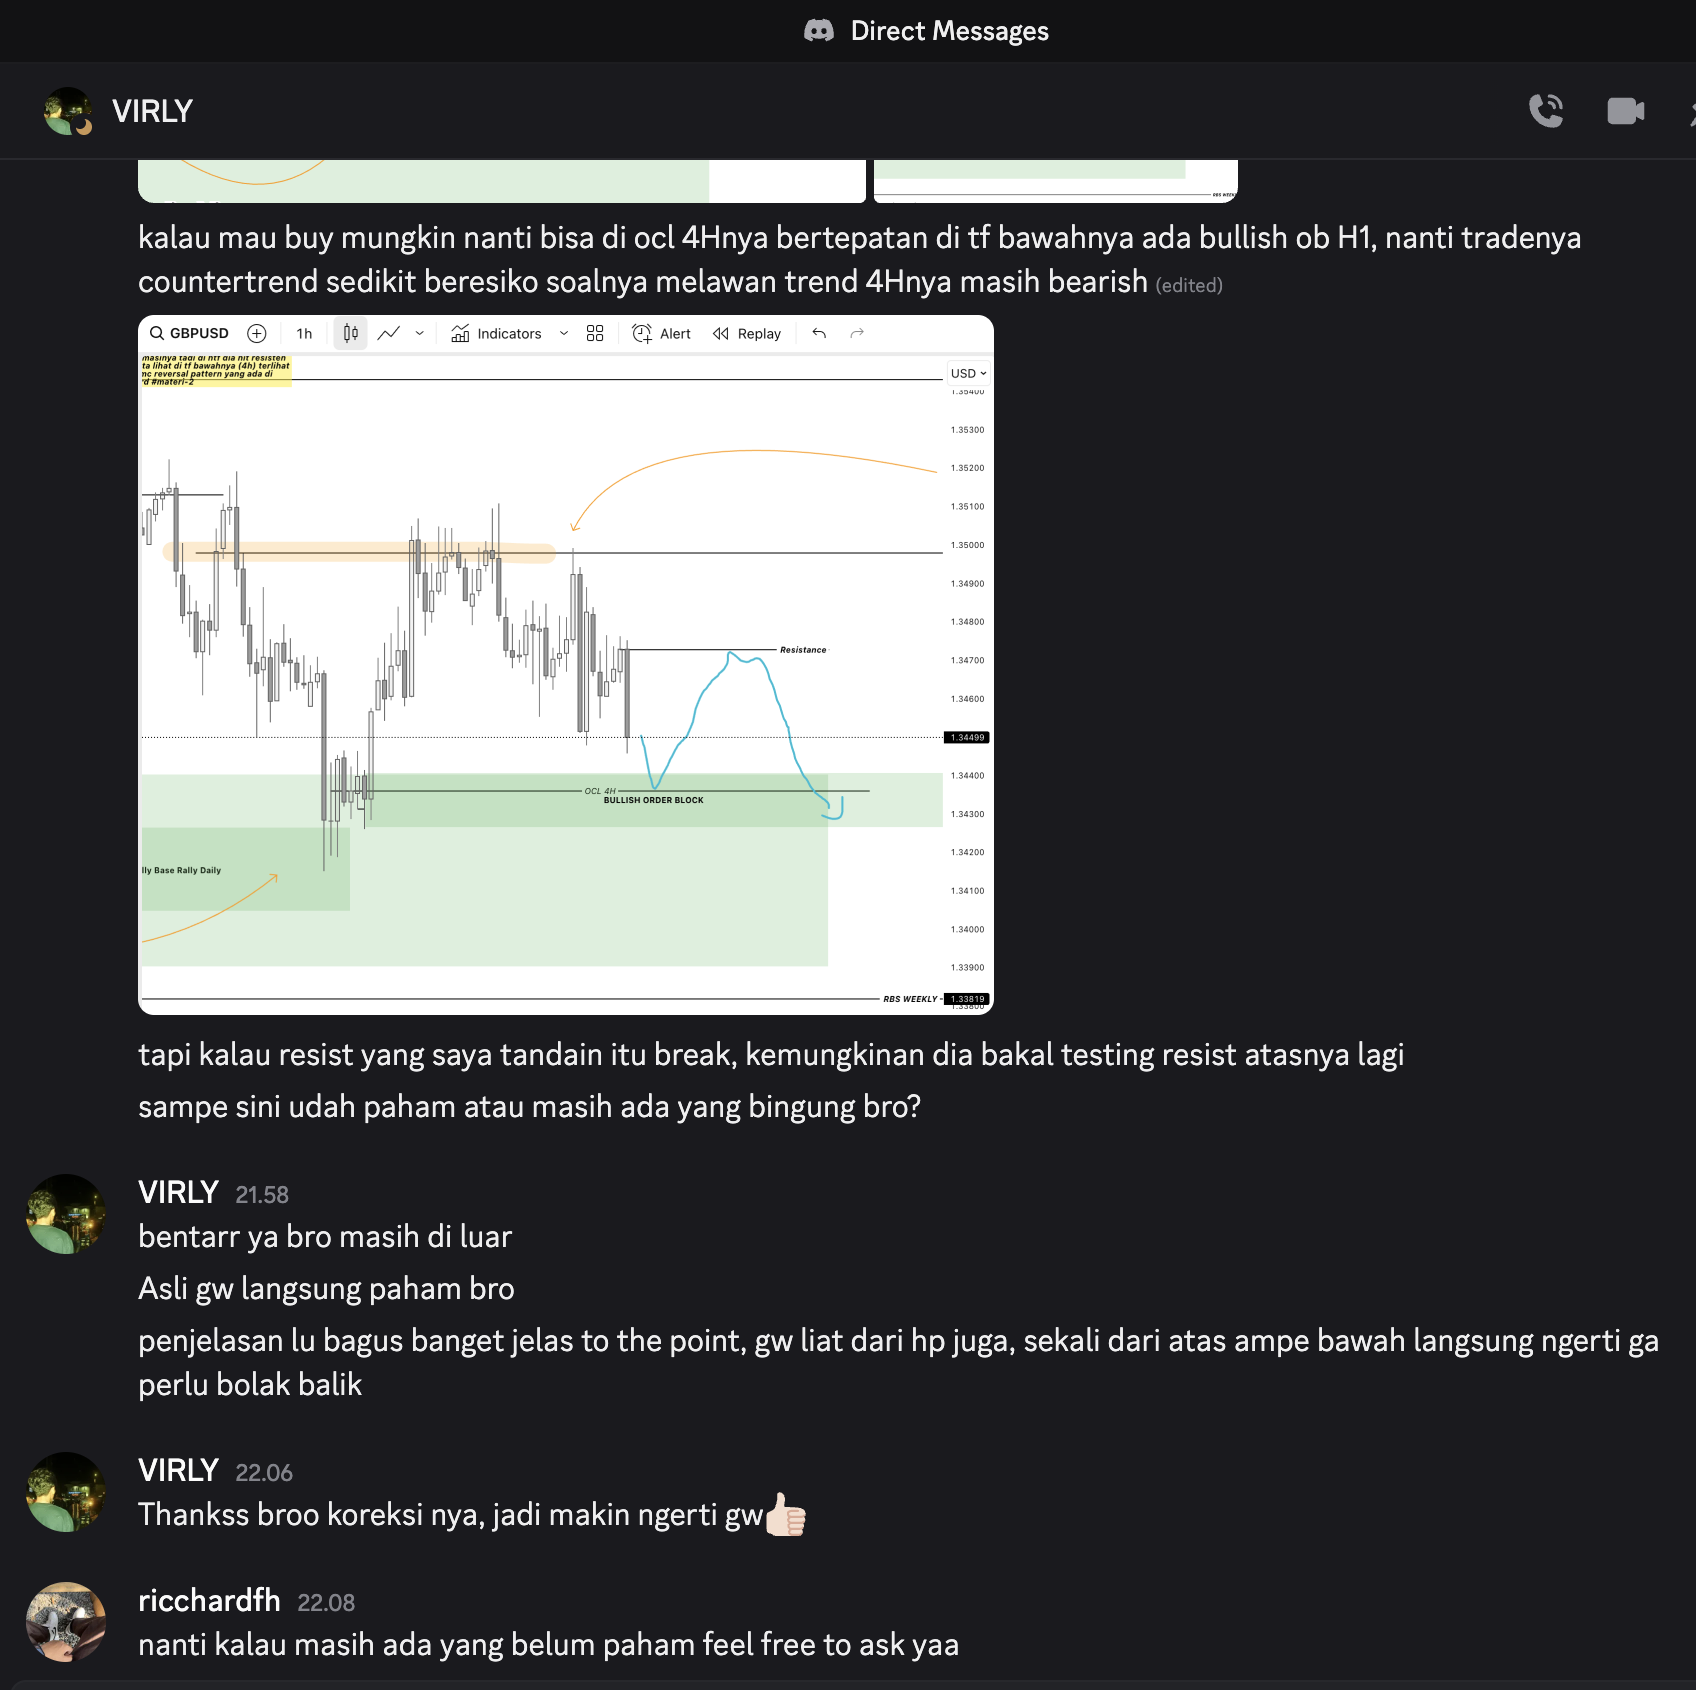 Direct Messages
VIRLY
RBS WEEK
kalau mau buy mungkin nanti bisa di ocl 4Hnya bertepatan di tf bawahnya ada bullish ob H1, nanti tradenya
countertrend sedikit beresiko soalnya melawan trend 4Hnya masih bearish (edited)
GBPUSD 1h Indicators Alert Replay
masinya tadi di htf dia hit resisten
ta lihat di tf bawahnya (4h) terlihat
mc reversal pattern yang ada di
rd #materi-2
USD
1.35400
1.35300
1.35200
1.35100
1.35000
1.34900
1.34800
Resistance
1.34700
1.34600
1.34499
1.34400
OCL 4H
BULLISH ORDER BLOCK
1.34300
1.34200
lly Base Rally Daily
1.34100
1.34000
1.33900
RBS WEEKLY
1.33819
1.33800
tapi kalau resist yang saya tandain itu break, kemungkinan dia bakal testing resist atasnya lagi
sampe sini udah paham atau masih ada yang bingung bro?
VIRLY 21.58
bentarr ya bro masih di luar
Asli gw langsung paham bro
penjelasan lu bagus banget jelas to the point, gw liat dari hp juga, sekali dari atas ampe bawah langsung ngerti ga
perlu bolak balik
VIRLY 22.06
Thankss broo koreksi nya, jadi makin ngerti gw👍🏻
ricchardfh 22.08
nanti kalau masih ada yang belum paham feel free to ask yaa